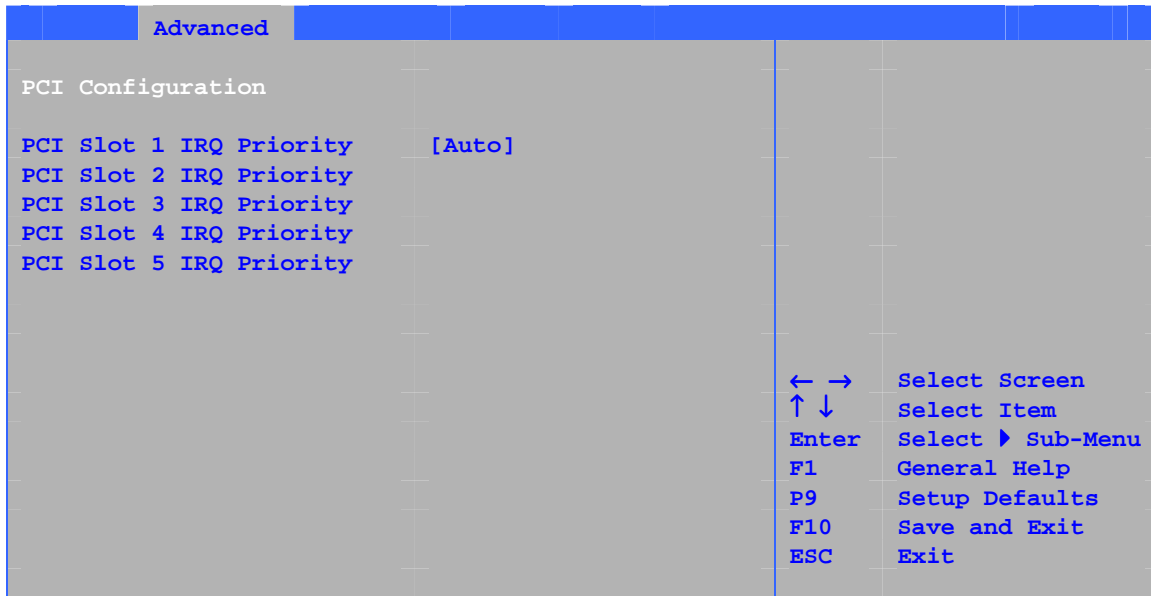 Advanced
PCI Configuration
PCI Slot 1 IRQ Priority [Auto]
PCI Slot 2 IRQ Priority
PCI Slot 3 IRQ Priority
PCI Slot 4 IRQ Priority
PCI Slot 5 IRQ Priority
← → Select Screen
↑ ↓ Select Item
Enter Select ▶ Sub-Menu
F1 General Help
P9 Setup Defaults
F10 Save and Exit
ESC Exit